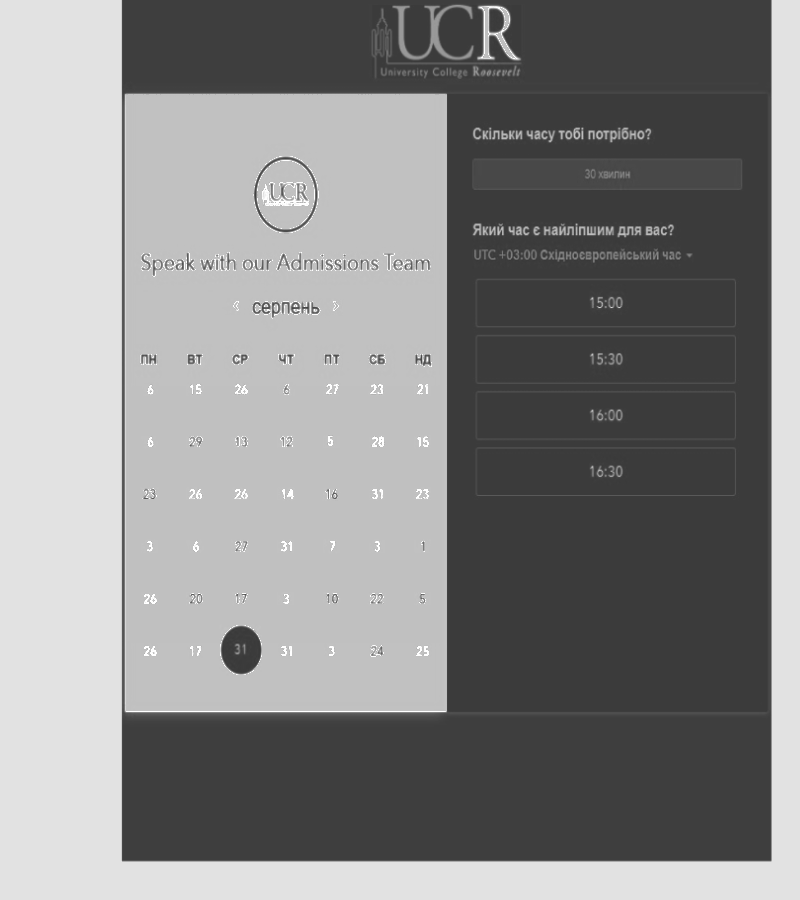 UCR
University College Roosevelt
UCR
Speak with our Admissions Team
‹ серпень ›
ПН ВТ СР ЧТ ПТ СБ НД
6 15 26 6 27 23 21
6 29 13 12 5 28 15
23 26 26 14 16 31 23
3 6 27 31 7 3 1
26 20 17 3 10 22 5
26 17 31 31 3 24 25
Скільки часу тобі потрібно?
30 хвилин
Який час є найліпшим для вас?
UTC +03:00 Східноєвропейський час
15:00
15:30
16:00
16:30